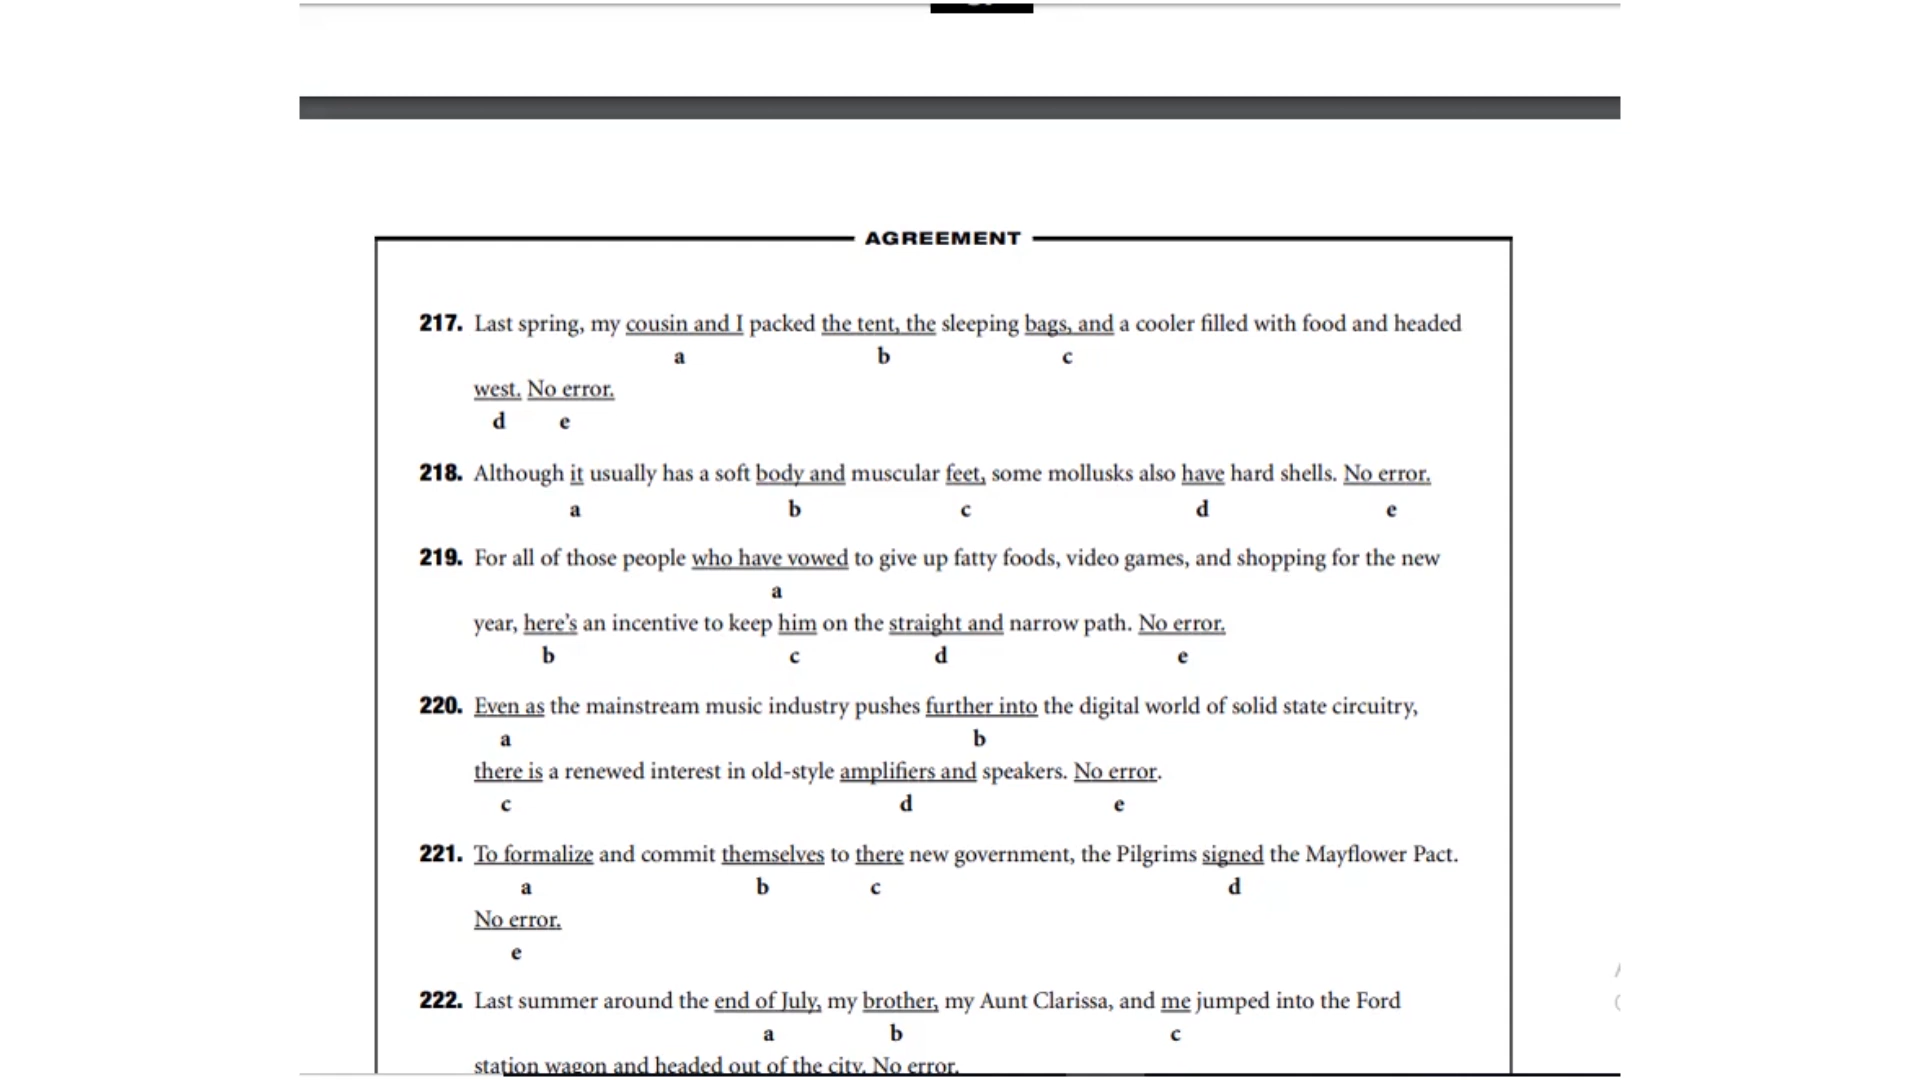 AGREEMENT
217. Last spring, my cousin and I packed the tent, the sleeping bags, and a cooler filled with food and headed
a b c
west. No error.
d e
218. Although it usually has a soft body and muscular feet, some mollusks also have hard shells. No error.
a b c d e
219. For all of those people who have vowed to give up fatty foods, video games, and shopping for the new
a
year, here's an incentive to keep him on the straight and narrow path. No error.
b c d e
220. Even as the mainstream music industry pushes further into the digital world of solid state circuitry,
a b
there is a renewed interest in old-style amplifiers and speakers. No error.
c d e
221. To formalize and commit themselves to there new government, the Pilgrims signed the Mayflower Pact.
a b c d
No error.
e
222. Last summer around the end of July, my brother, my Aunt Clarissa, and me jumped into the Ford
a b c
station wagon and headed out of the city. No error.